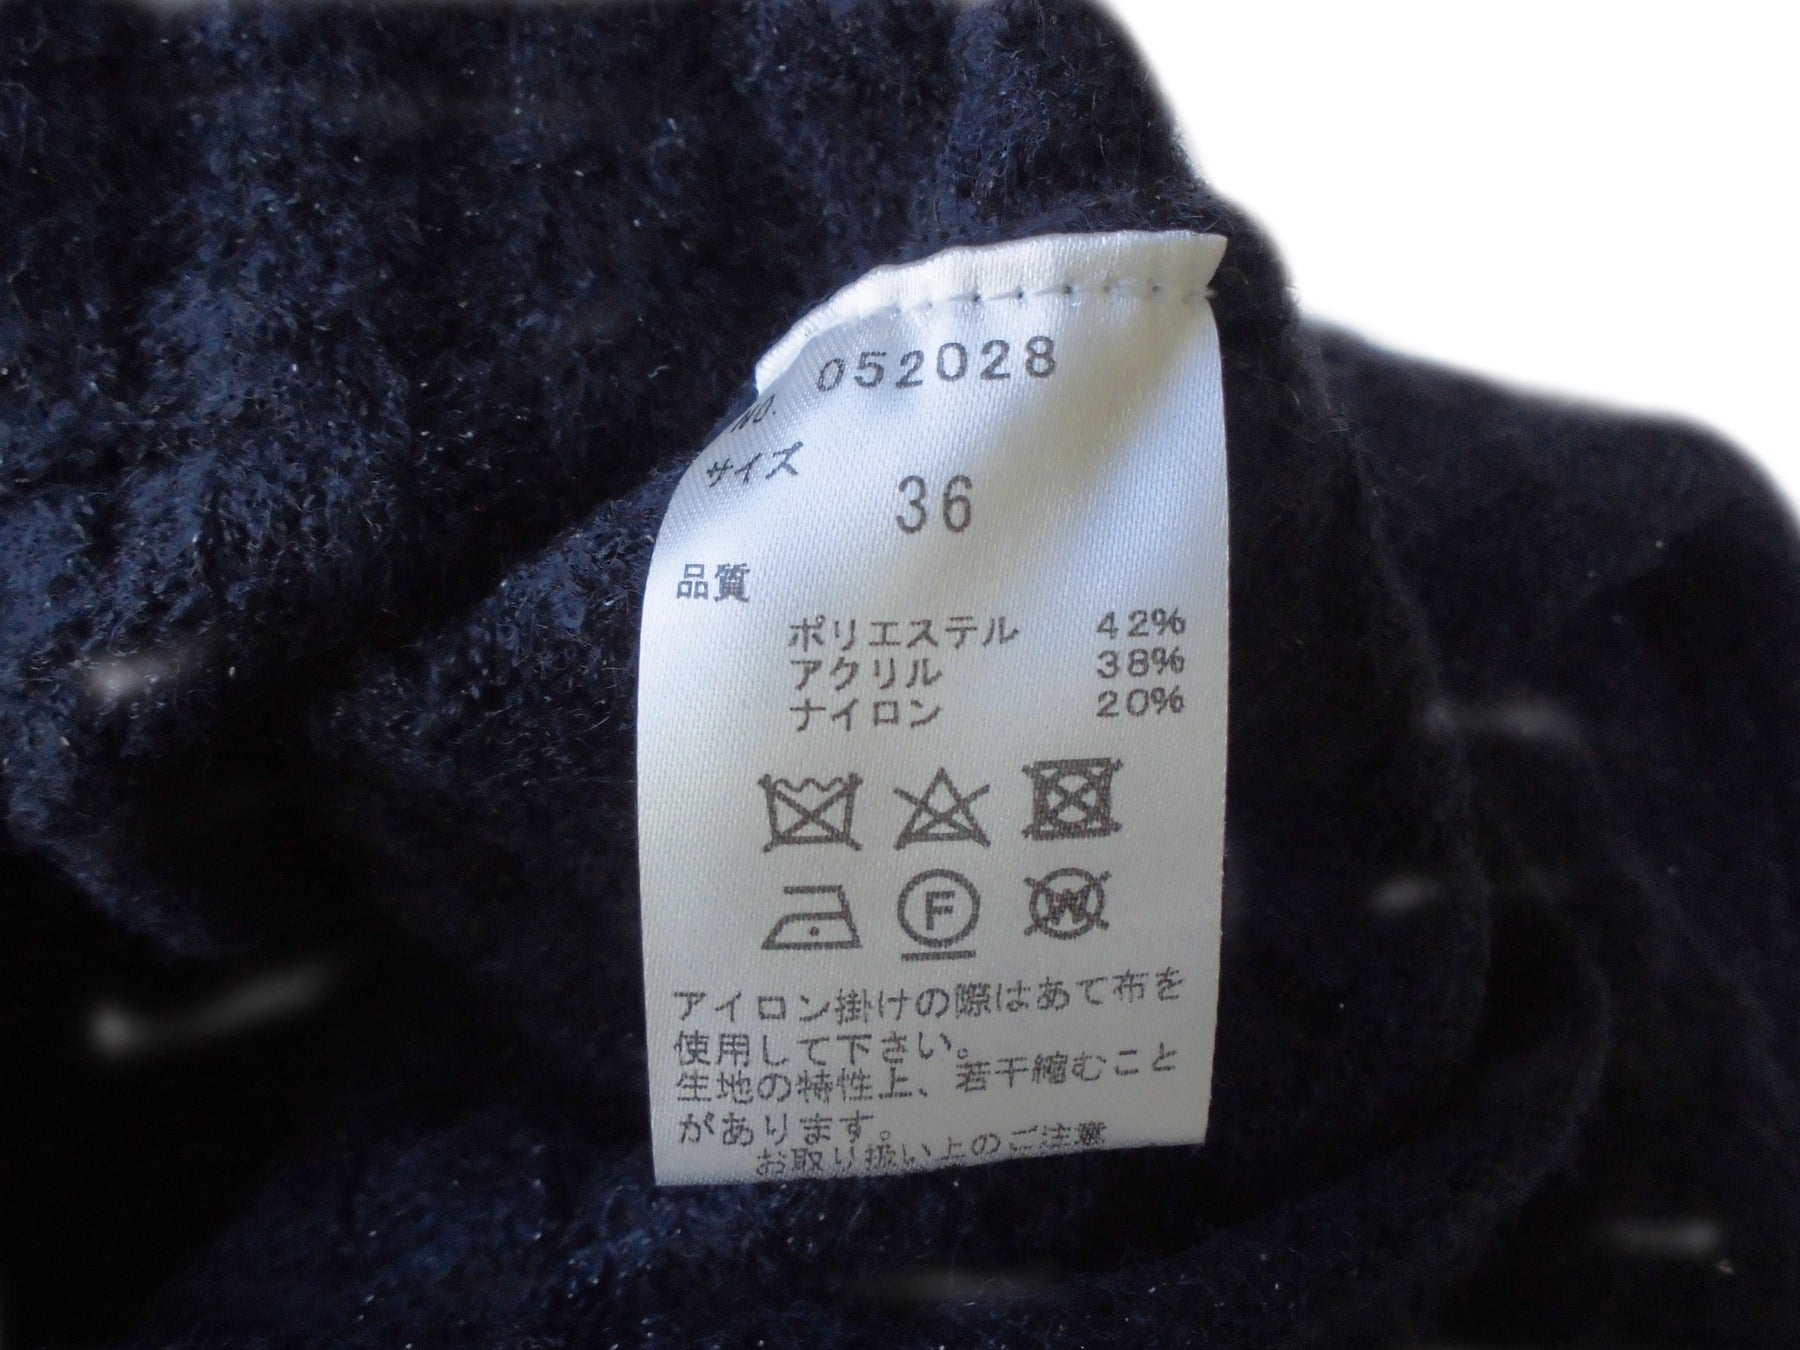 NO. 052028
サイズ
36
品質
ポリエステル 42%
アクリル 38%
ナイロン 20%
F
W
アイロン掛けの際はあて布を
使用して下さい。
生地の特性上、若干縮むこと
があります。
お取り扱い上のご注意